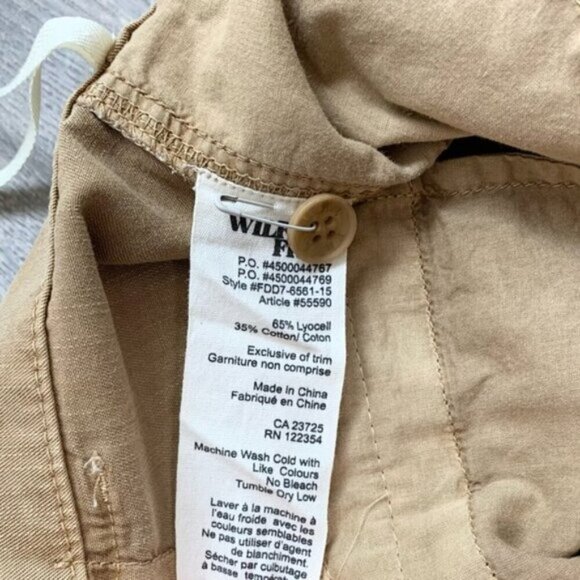 P.O. #4500044767
P.O. #4500044769
Style #FDD7-6561-15
Article #55590
65% Lyocell
35% Cotton/ Coton
Exclusive of trim
Garniture non comprise
Made in China
Fabriqué en Chine
CA 23725
RN 122354
Machine Wash Cold with
Like Colours
No Bleach
Tumble Dry Low
Laver à la machine à
l'eau froide avec les
couleurs semblables
Ne pas utiliser d'agent
de blanchiment.
Sécher par culbutage
à basse